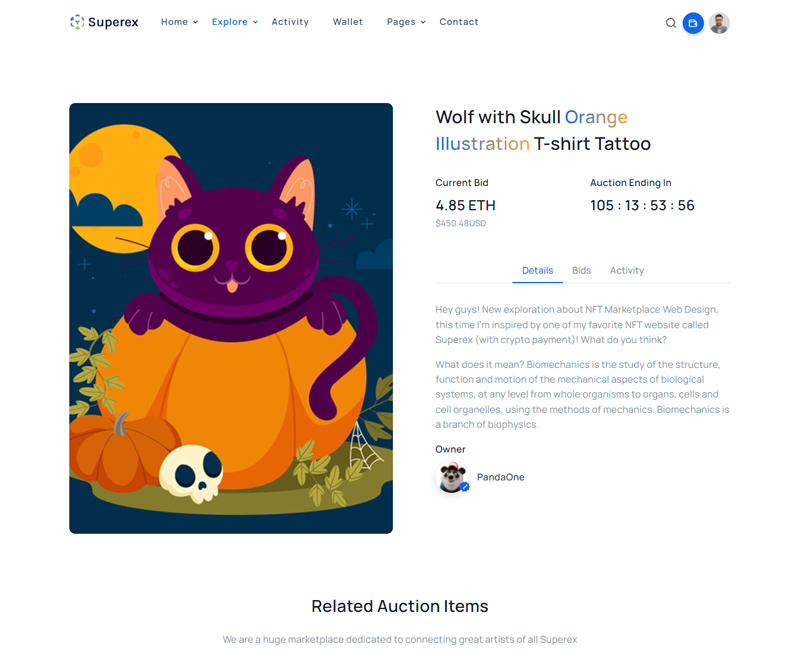 Superex
Home
Explore
Activity
Wallet
Pages
Contact
Wolf with Skull Orange
Illustration T-shirt Tattoo
Current Bid
Auction Ending In
4.85 ETH
105 : 13 : 53 : 56
$450.48USD
Details
Bids
Activity
Hey guys! New exploration about NFT Marketplace Web Design,
this time I'm inspired by one of my favorite NFT website called
Superex (with crypto payment)! What do you think?
What does it mean? Biomechanics is the study of the structure,
function and motion of the mechanical aspects of biological
systems, at any level from whole organisms to organs, cells and
cell organelles, using the methods of mechanics. Biomechanics is
a branch of biophysics.
Owner
PandaOne
Related Auction Items
We are a huge marketplace dedicated to connecting great artists of all Superex